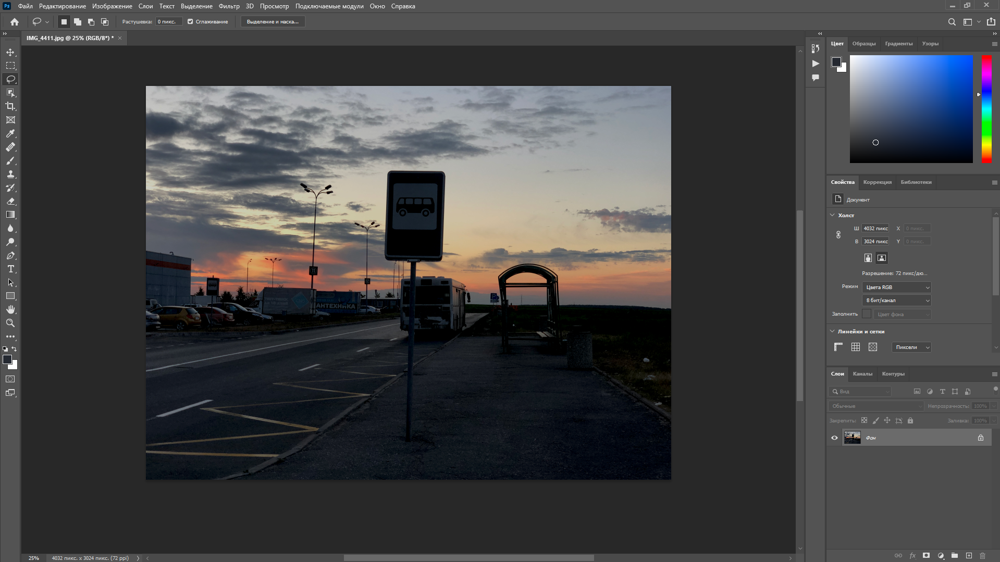 Ps Файл Редактирование Изображение Слои Текст Выделение Фильтр 3D Просмотр Подключаемые модули Окно Справка
Растушевка: 0 пикс. Сглаживание Выделение и маска...
IMG_4411.jpg @ 25% (RGB/8*) *
Цвет Образцы Градиенты Узоры
Свойства Коррекция Библиотеки
Документ
Холст
Ш 4032 пикс X 0 пикс.
В 3024 пикс Y 0 пикс.
Разрешение: 72 пикс/дю...
Режим Цвета RGB
8 бит/канал
Заполнить Цвет фона
Линейки и сетки
Пиксели
АНТЕХНИКА
Слои Каналы Контуры
Вид
Обычные Непрозрачность: 100%
Закрепить: Заливка: 100%
Фон
fx
25% 4032 пикс. x 3024 пикс. (72 ppi)